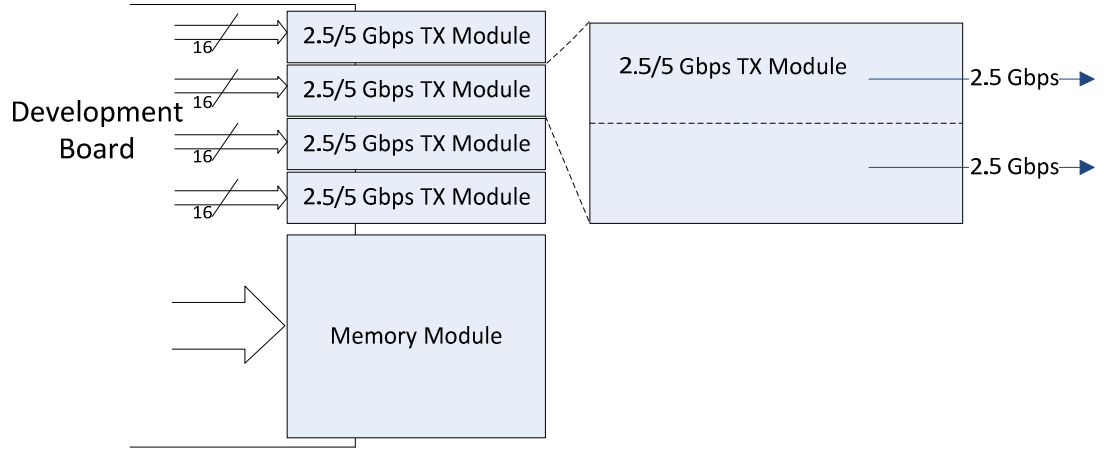 Development
Board
16
2.5/5 Gbps TX Module
16
2.5/5 Gbps TX Module
16
2.5/5 Gbps TX Module
16
2.5/5 Gbps TX Module
Memory Module
2.5/5 Gbps TX Module
2.5 Gbps
2.5 Gbps